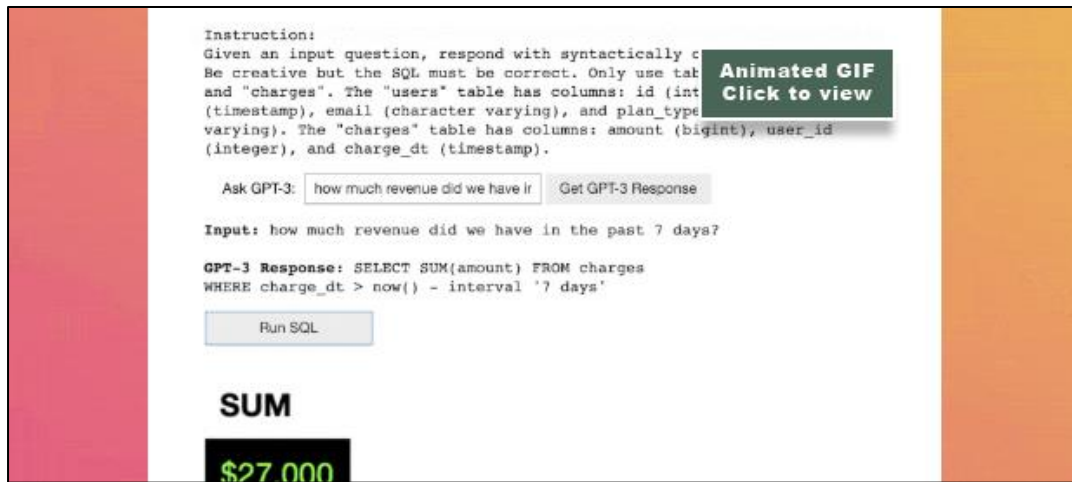 Instruction:
Given an input question, respond with syntactically c
Be creative but the SQL must be correct. Only use tab
and "charges". The "users" table has columns: id (int
(timestamp), email (character varying), and plan_type
varying). The "charges" table has columns: amount (bigint), user_id
(integer), and charge_dt (timestamp).
Animated GIF
Click to view
Ask GPT-3: how much revenue did we have ir Get GPT-3 Response
Input: how much revenue did we have in the past 7 days?
GPT-3 Response: SELECT SUM(amount) FROM charges
WHERE charge_dt > now() - interval '7 days'
Run SQL
SUM
$27,000